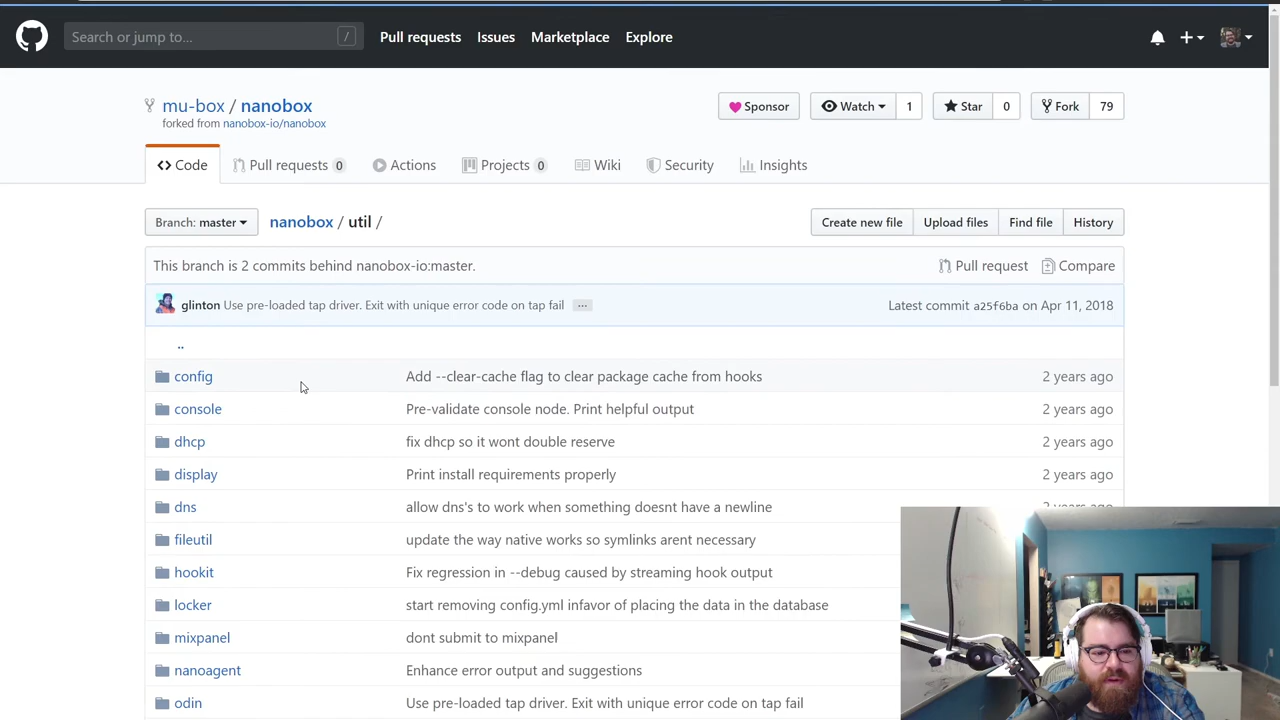 Search or jump to... /
Pull requests Issues Marketplace Explore
mu-box / nanobox
forked from nanobox-io/nanobox
Sponsor Watch 1 Star 0 Fork 79
Code Pull requests 0 Actions Projects 0 Wiki Security Insights
Branch: master nanobox / util / Create new file Upload files Find file History
This branch is 2 commits behind nanobox-io:master. Pull request Compare
glinton Use pre-loaded tap driver. Exit with unique error code on tap fail ... Latest commit a25f6ba on Apr 11, 2018
..
config Add --clear-cache flag to clear package cache from hooks 2 years ago
console Pre-validate console node. Print helpful output 2 years ago
dhcp fix dhcp so it wont double reserve 2 years ago
display Print install requirements properly 2 years ago
dns allow dns's to work when something doesnt have a newline 2 years ago
fileutil update the way native works so symlinks arent necessary
hookit Fix regression in --debug caused by streaming hook output
locker start removing config.yml infavor of placing the data in the database
mixpanel dont submit to mixpanel
nanoagent Enhance error output and suggestions
odin Use pre-loaded tap driver. Exit with unique error code on tap fail